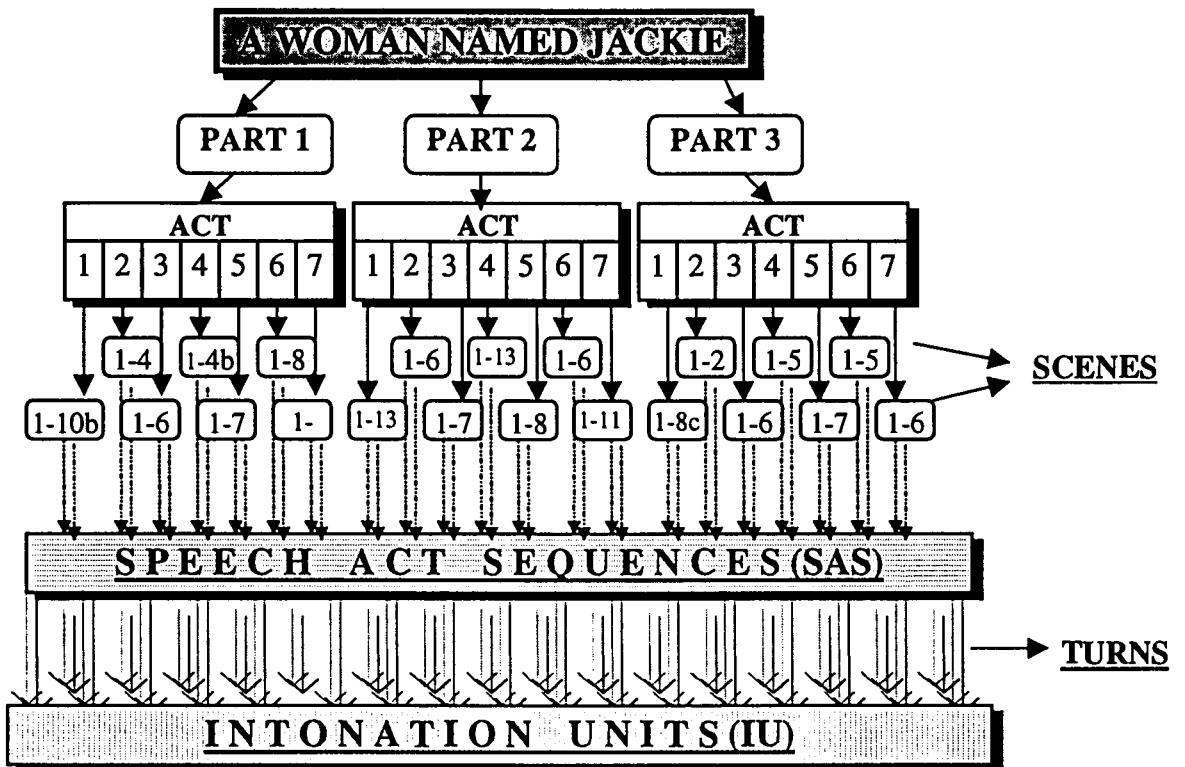 A WOMAN NAMED JACKIE
PART 1 PART 2 PART 3
ACT ACT ACT
1 2 3 4 5 6 7 1 2 3 4 5 6 7 1 2 3 4 5 6 7
1-4 1-4b 1-8 1-6 1-13 1-6 1-2 1-5 1-5
SCENES
1-10b 1-6 1-7 1- 1-13 1-7 1-8 1-11 1-8c 1-6 1-7 1-6
SPEECH ACT SEQUENCES (SAS)
TURNS
INTONATION UNITS (IU)